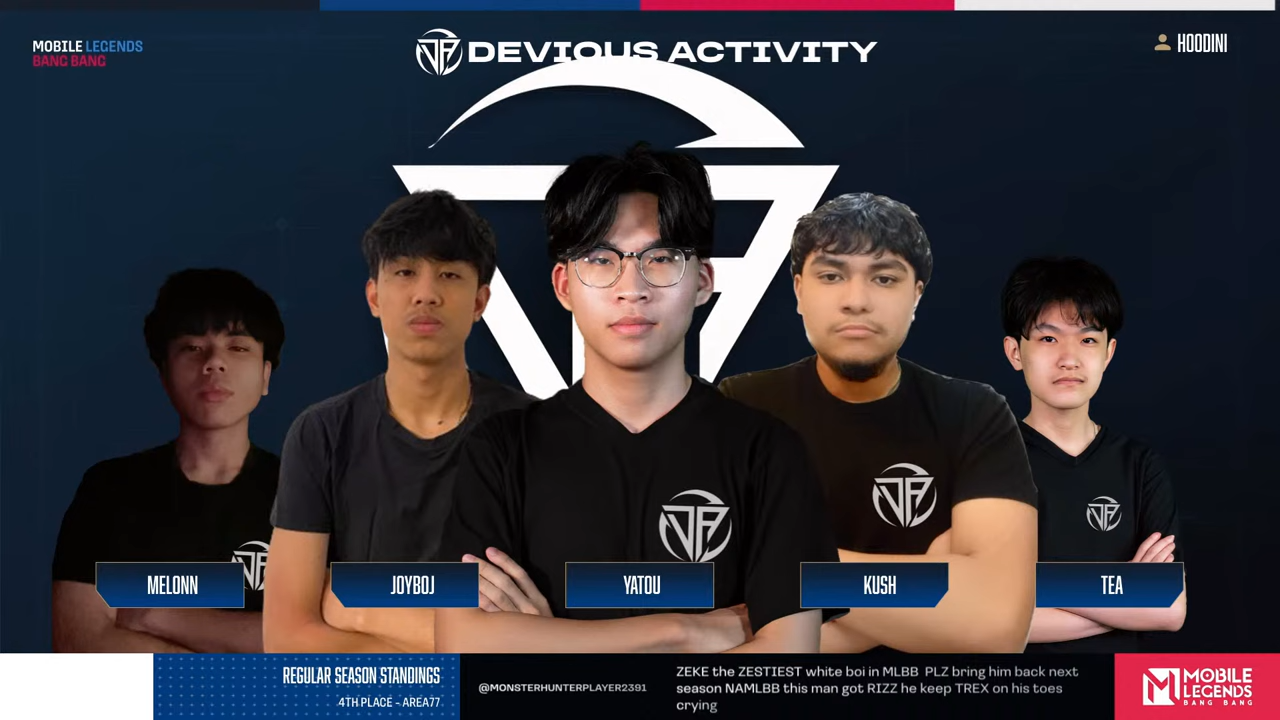 MOBILE LEGENDS
BANG BANG
DEVIOUS ACTIVITY
HOODINI
MELONN
JOYBOJ
YATOU
KUSH
TEA
REGULAR SEASON STANDINGS
4TH PLACE - AREA77
@MONSTERHUNTERPLAYER2391
ZEKE the ZESTIEST white boi in MLBB PLZ bring him back next
season NAMLBB this man got RIZZ he keep TREX on his toes
crying
MOBILE
LEGENDS
BANG BANG